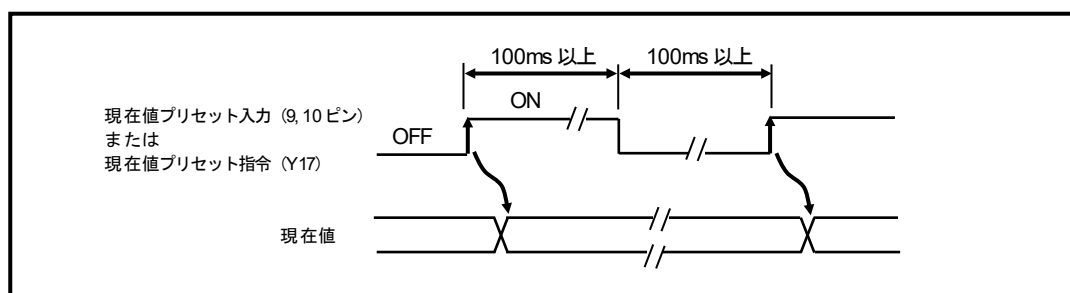 100ms 以上 100ms 以上
現在値プリセット入力 (9, 10 ピン)
または
現在値プリセット指令 (Y17)
OFF
ON
現在値